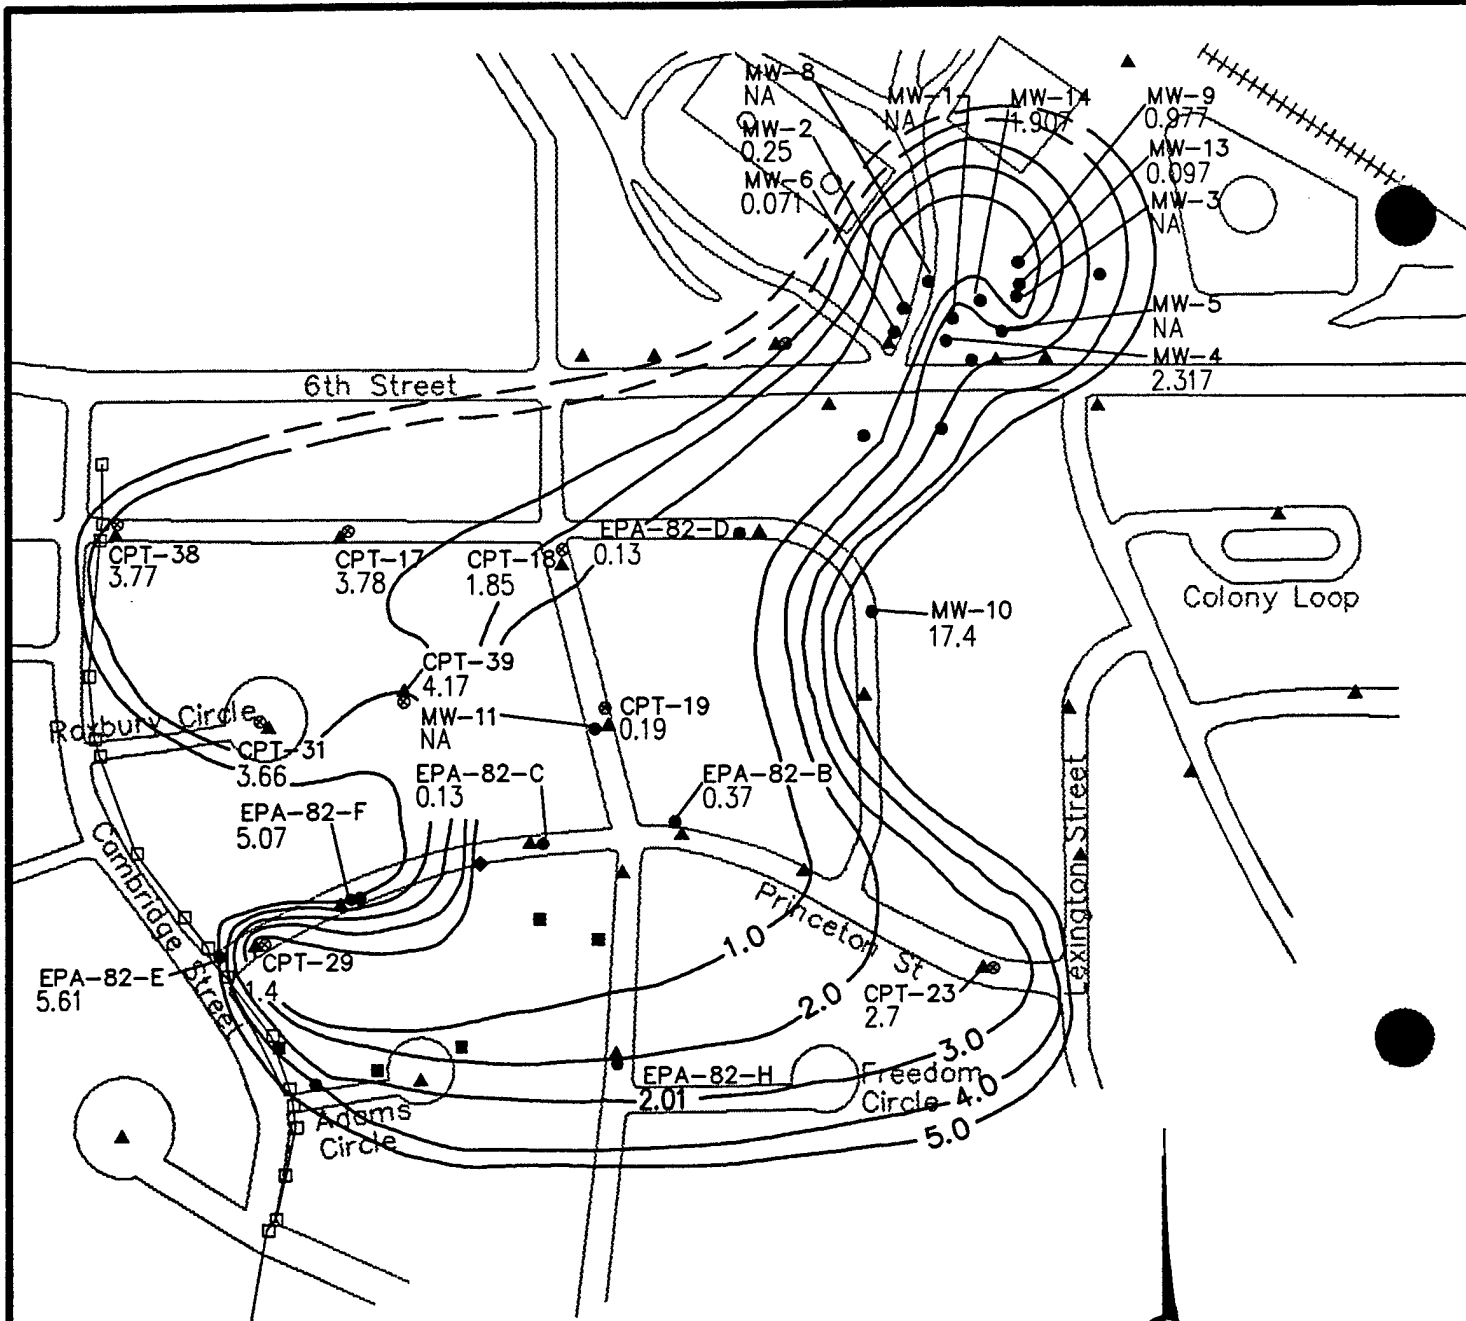 MW-8
NA
MW-1
NA
MW-14
1.907
MW-9
0.977
MW-2
0.25
MW-13
0.097
MW-6
0.071
MW-3
NA
MW-5
NA
MW-4
2.317
6th Street
CPT-38
3.77
CPT-17
3.78
CPT-18
1.85
EPA-82-D
0.13
Colony Loop
MW-10
17.4
CPT-39
4.17
MW-11
NA
CPT-19
0.19
Roxbury Circle
CPT-31
3.66
EPA-82-C
0.13
EPA-82-B
0.37
EPA-82-F
5.07
Cambridge Street
Lexington Street
Princeton St
1.0
EPA-82-E
5.61
CPT-29
1.4
2.0
CPT-23
2.7
3.0
EPA-82-H
2.01
Freedom
Circle
4.0
5.0
Adams
Circle